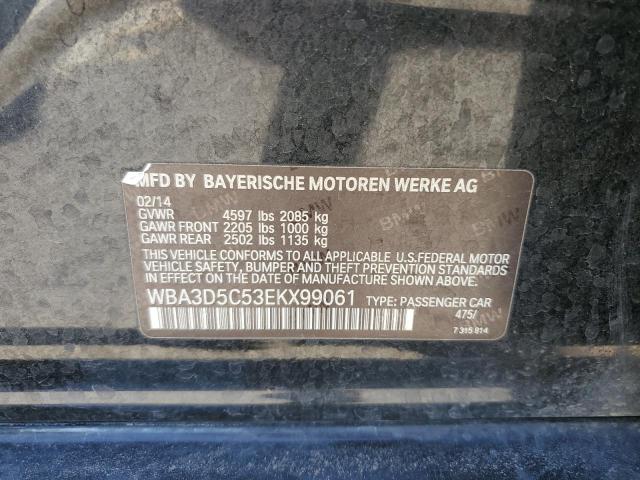 MFD BY BAYERISCHE MOTOREN WERKE AG
02/14
GVWR 4597 lbs 2085 kg
GAWR FRONT 2205 lbs 1000 kg
GAWR REAR 2502 lbs 1135 kg
THIS VEHICLE CONFORMS TO ALL APPLICABLE U.S.FEDERAL MOTOR
VEHICLE SAFETY, BUMPER AND THEFT PREVENTION STANDARDS
IN EFFECT ON THE DATE OF MANUFACTURE SHOWN ABOVE.
WBA3D5C53EKX99061 TYPE: PASSENGER CAR
475/
7 315 814